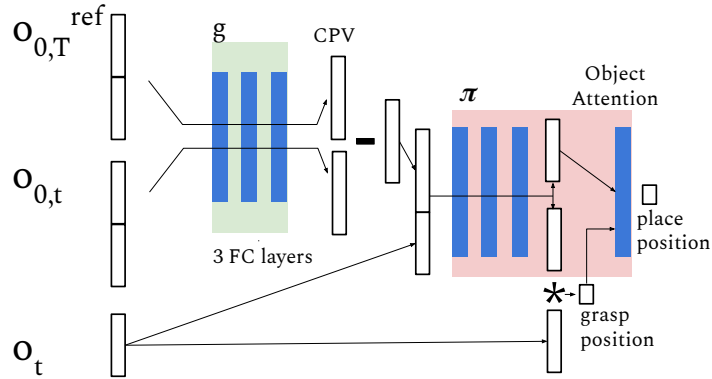 O0,T ref
g
CPV
3 FC layers
O0,t
Ot
-
π
Object
Attention
place
position
*
grasp
position